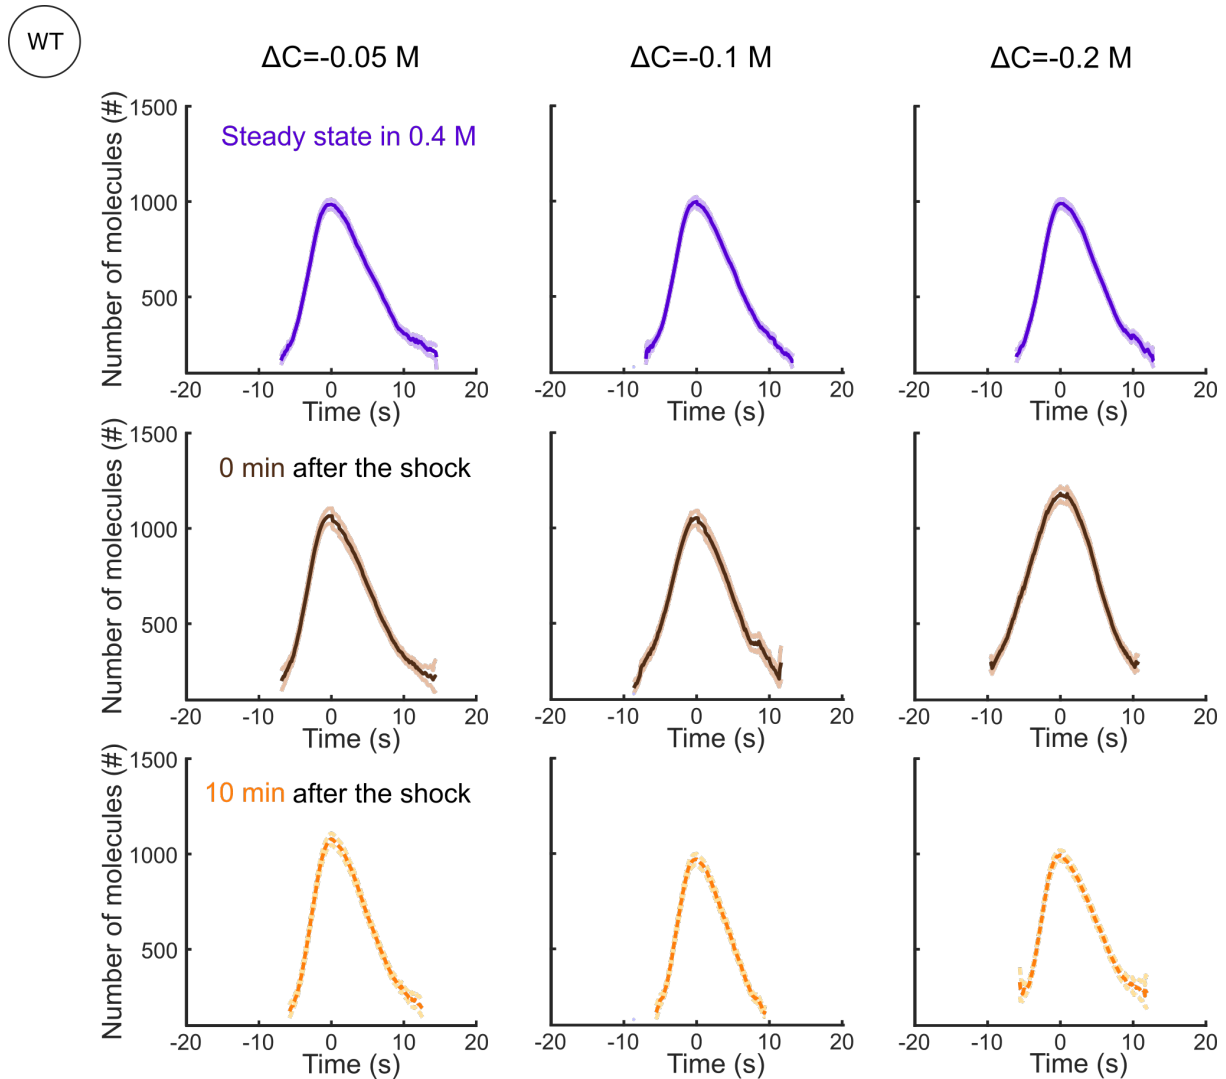 WT
ΔC=-0.05 M
ΔC=-0.1 M
ΔC=-0.2 M
Number of molecules (#)
1500
1000
500
Steady state in 0.4 M
-20 -10 0 10 20
Time (s)
-20 -10 0 10 20
Time (s)
-20 -10 0 10 20
Time (s)
Number of molecules (#)
1500
1000
500
0 min after the shock
-20 -10 0 10 20
Time (s)
-20 -10 0 10 20
Time (s)
-20 -10 0 10 20
Time (s)
Number of molecules (#)
1500
1000
500
10 min after the shock
-20 -10 0 10 20
Time (s)
-20 -10 0 10 20
Time (s)
-20 -10 0 10 20
Time (s)